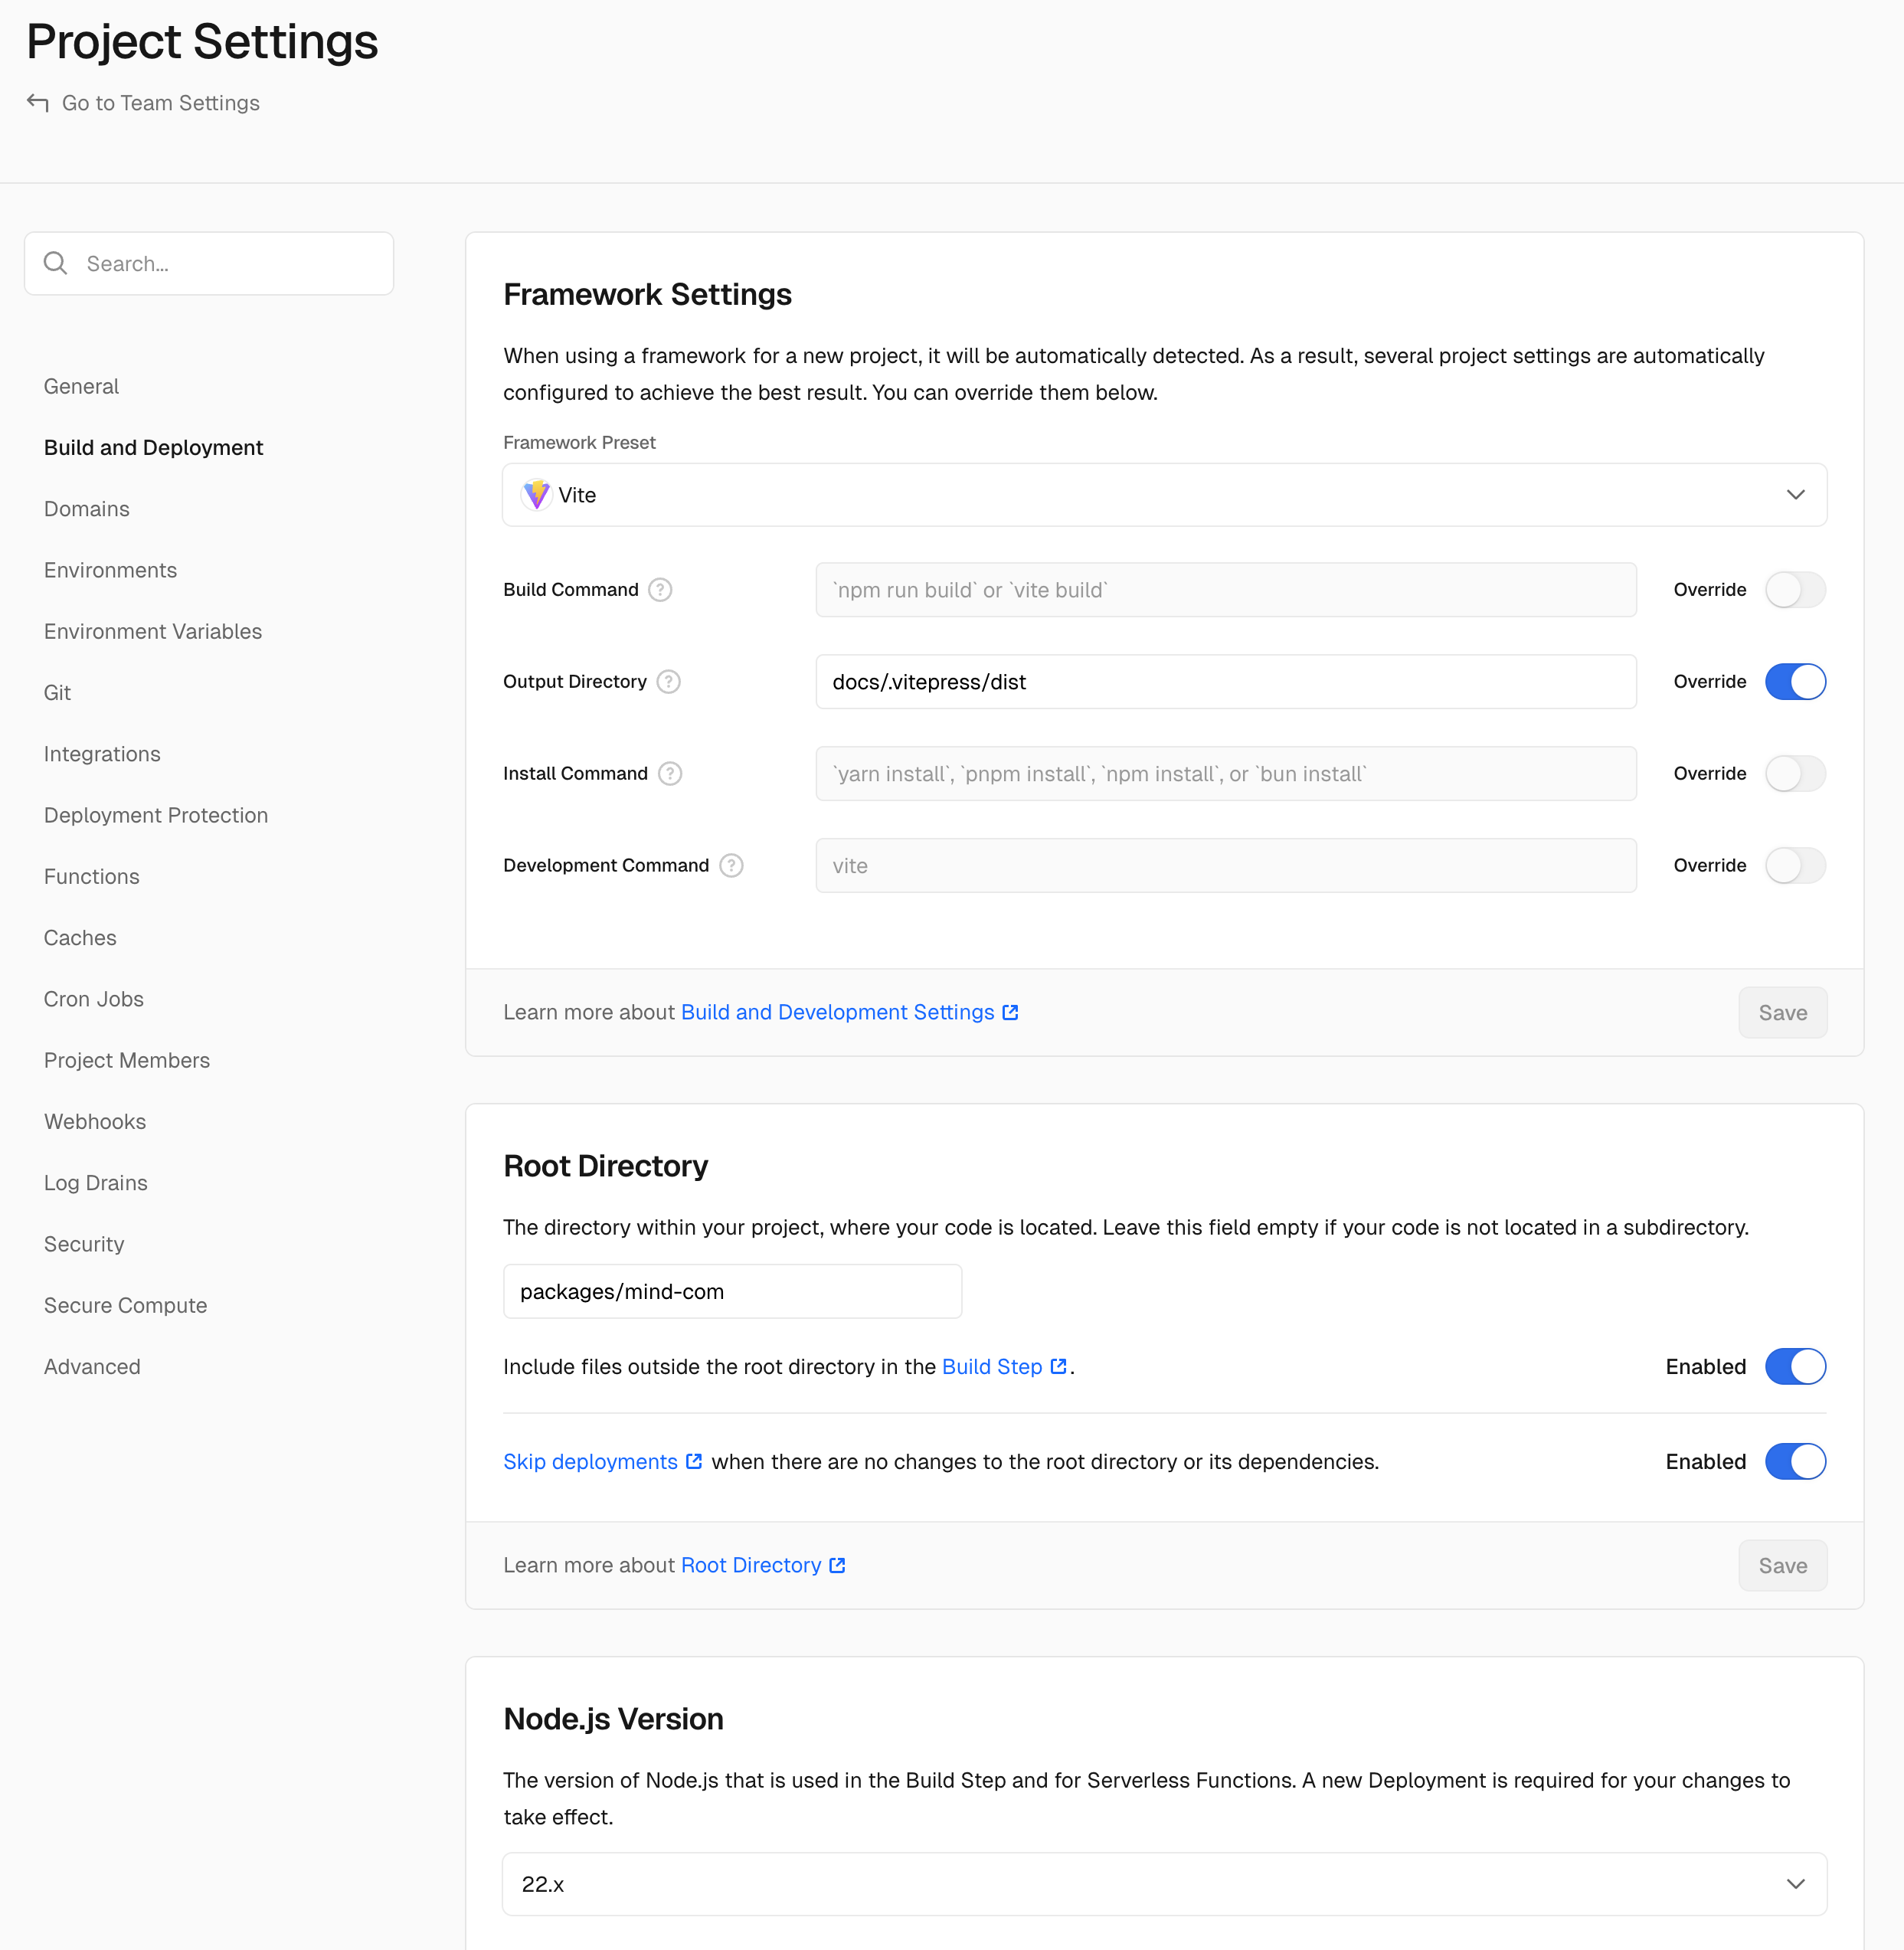 Project Settings
Go to Team Settings
Search...
General
Build and Deployment
Domains
Environments
Environment Variables
Git
Integrations
Deployment Protection
Functions
Caches
Cron Jobs
Project Members
Webhooks
Log Drains
Security
Secure Compute
Advanced
Framework Settings
When using a framework for a new project, it will be automatically detected. As a result, several project settings are automatically
configured to achieve the best result. You can override them below.
Framework Preset
Vite
Build Command ? `npm run build` or `vite build` Override
Output Directory ? docs/.vitepress/dist Override
Install Command ? `yarn install`, `pnpm install`, `npm install`, or `bun install` Override
Development Command ? vite Override
Learn more about Build and Development Settings Save
Root Directory
The directory within your project, where your code is located. Leave this field empty if your code is not located in a subdirectory.
packages/mind-com
Include files outside the root directory in the Build Step. Enabled
Skip deployments when there are no changes to the root directory or its dependencies. Enabled
Learn more about Root Directory Save
Node.js Version
The version of Node.js that is used in the Build Step and for Serverless Functions. A new Deployment is required for your changes to
take effect.
22.x